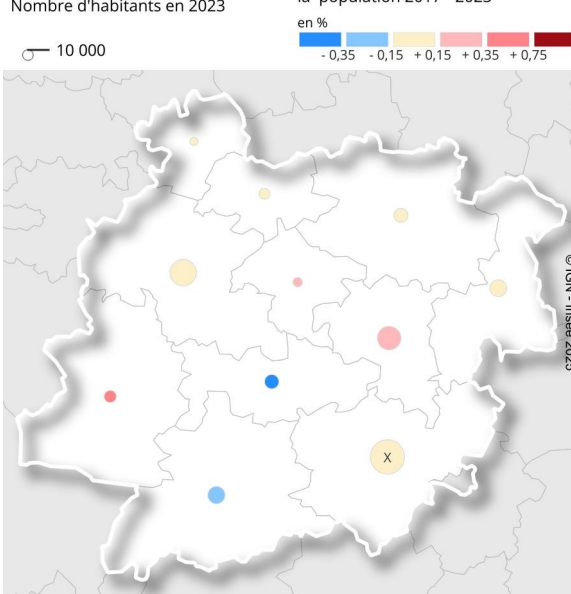 Nombre d'habitants en 2023
la population 2017 - 2023
en %
10 000
- 0,35 - 0,15 + 0,15 + 0,35 + 0,75
© IGN - Insee 2025
X